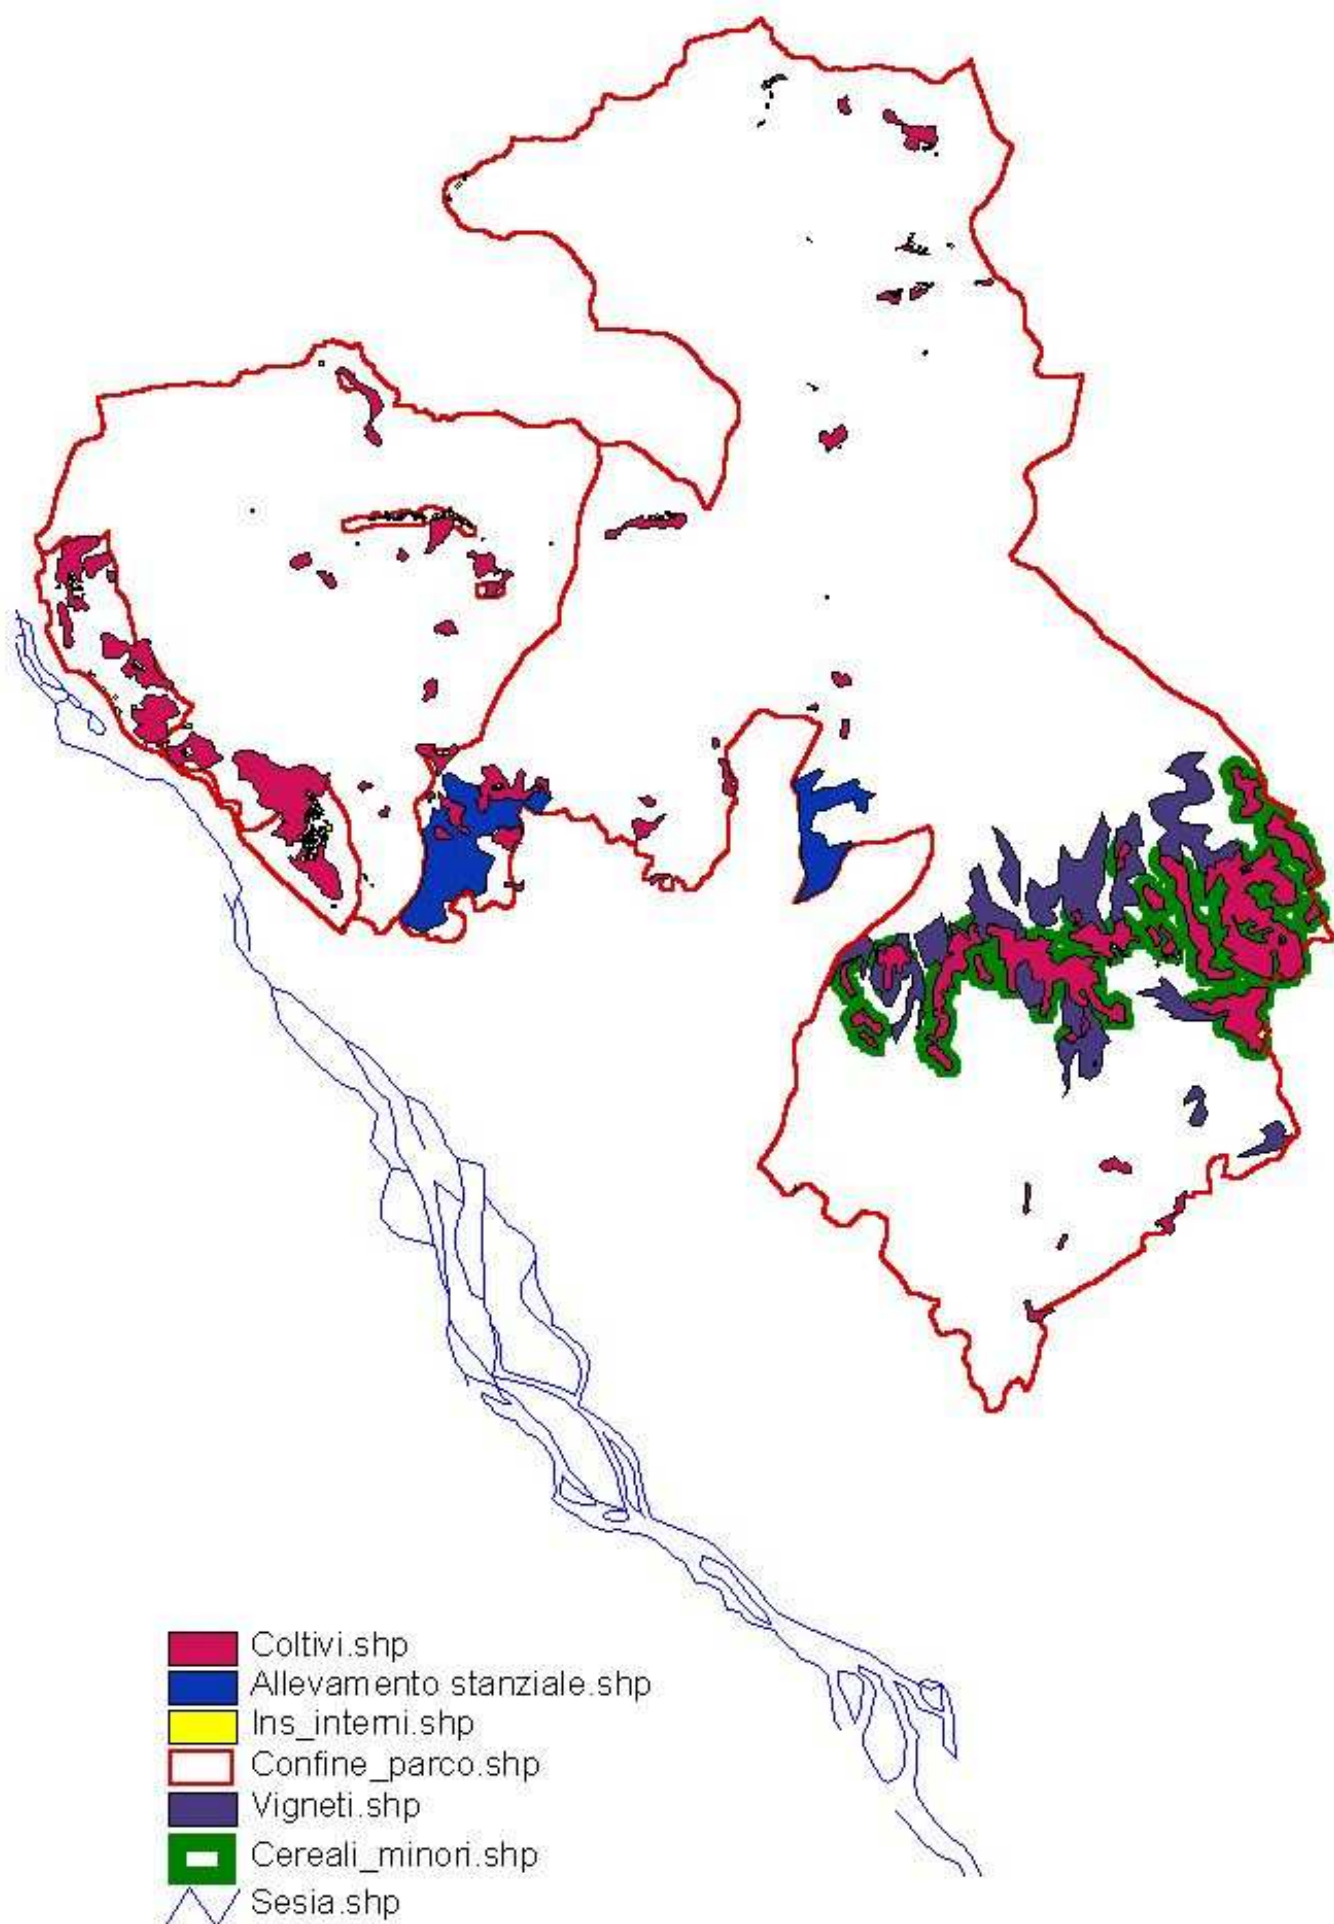 Coltivi.shp
Allevamento stanziale.shp
Ins_interni.shp
Confine_parco.shp
Vigneti.shp
Cereali_minori.shp
Sesia.shp